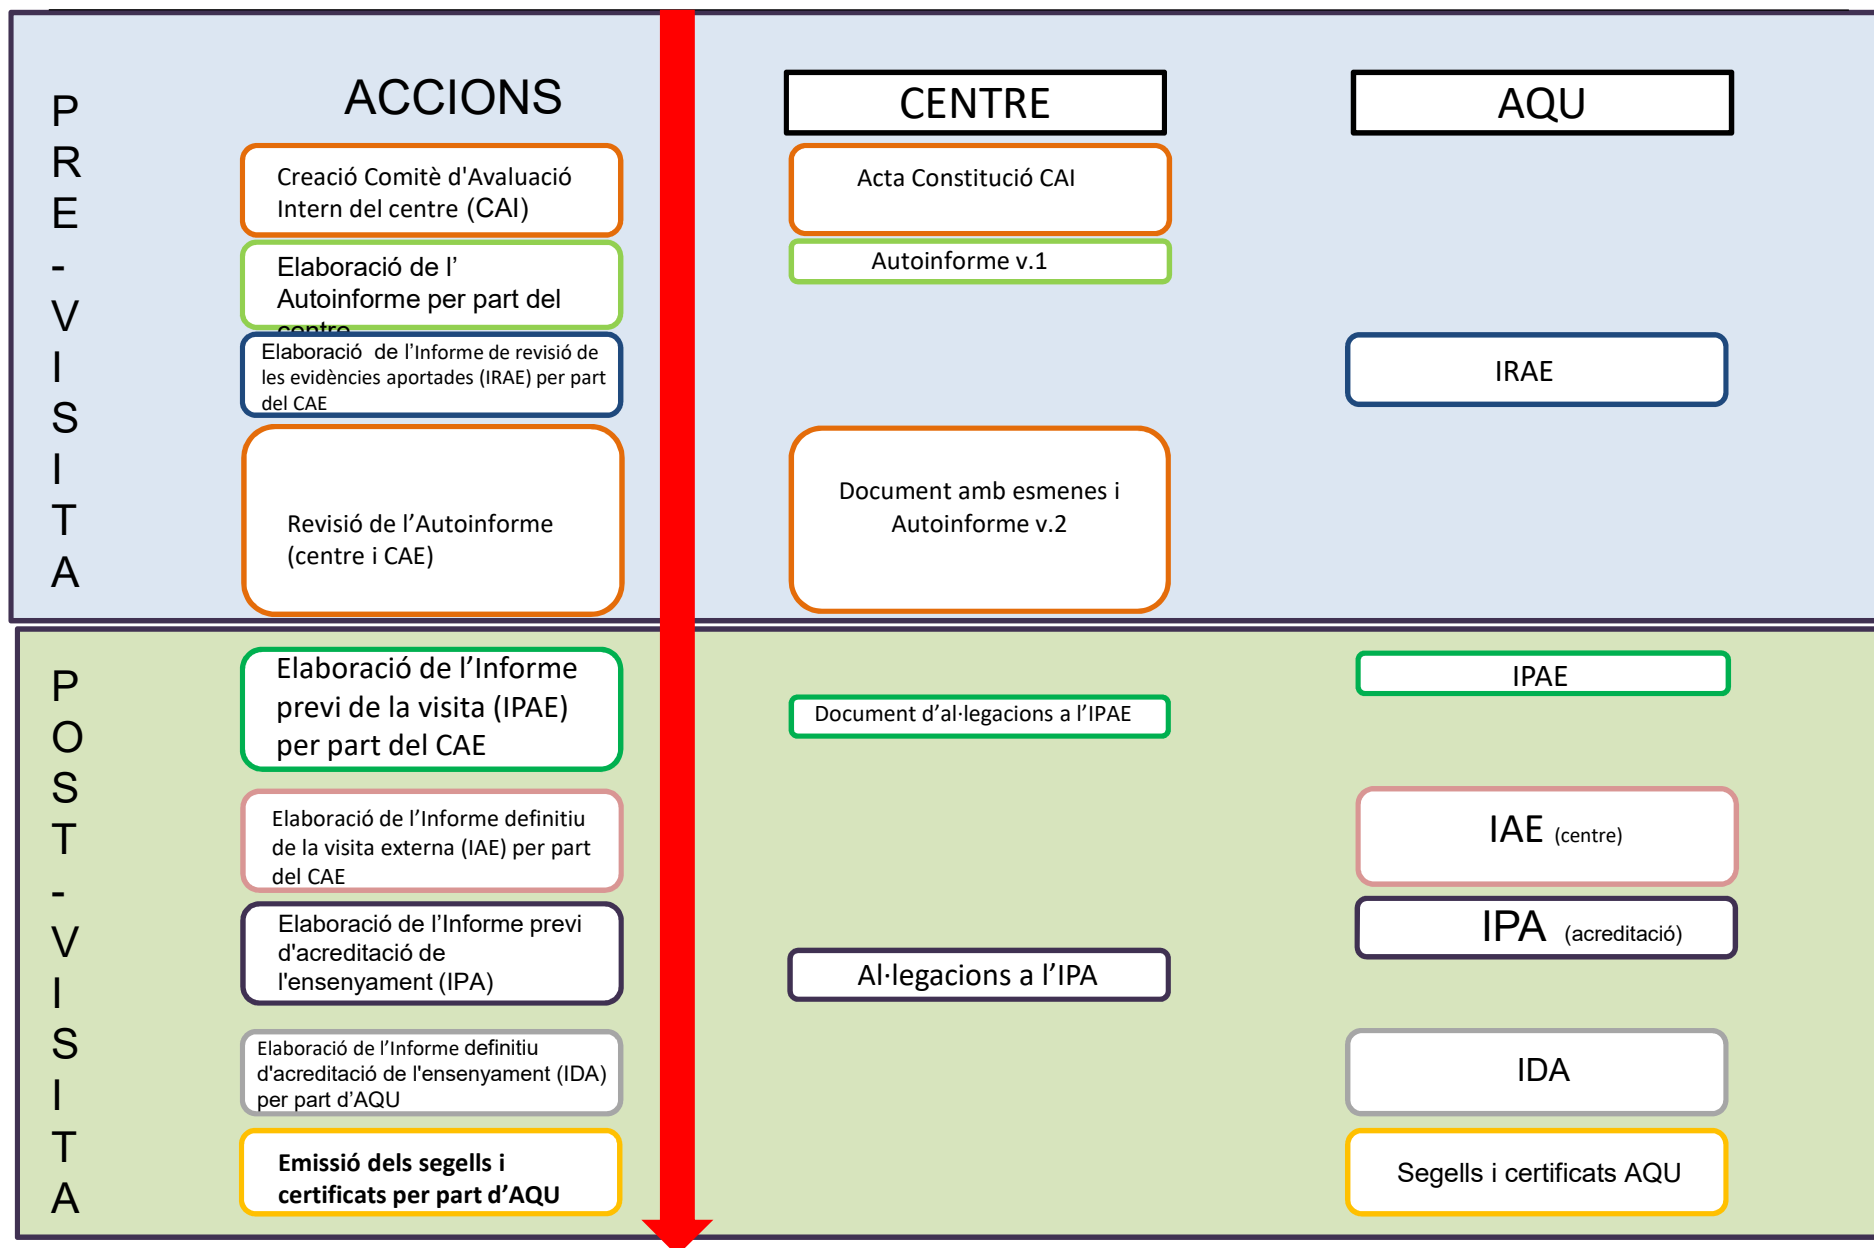 PRE-VISITA
ACCIONS
CENTRE
AQU
Creació Comitè d'Avaluació
Intern del centre (CAI)
Acta Constitució CAI
Elaboració de l’
Autoinforme per part del
centre
Autoinforme v.1
Elaboració de l’Informe de revisió de
les evidències aportades (IRAE) per part
del CAE
IRAE
Revisió de l’Autoinforme
(centre i CAE)
Document amb esmenes i
Autoinforme v.2
POST-VISITA
Elaboració de l’Informe
previ de la visita (IPAE)
per part del CAE
IPAE
Document d’al·legacions a l’IPAE
Elaboració de l’Informe definitiu
de la visita externa (IAE) per part
del CAE
IAE (centre)
Elaboració de l’Informe previ
d'acreditació de
l'ensenyament (IPA)
IPA (acreditació)
Al·legacions a l’IPA
Elaboració de l’Informe definitiu
d'acreditació de l'ensenyament (IDA)
per part d’AQU
IDA
Emissió dels segells i
certificats per part d’AQU
Segells i certificats AQU